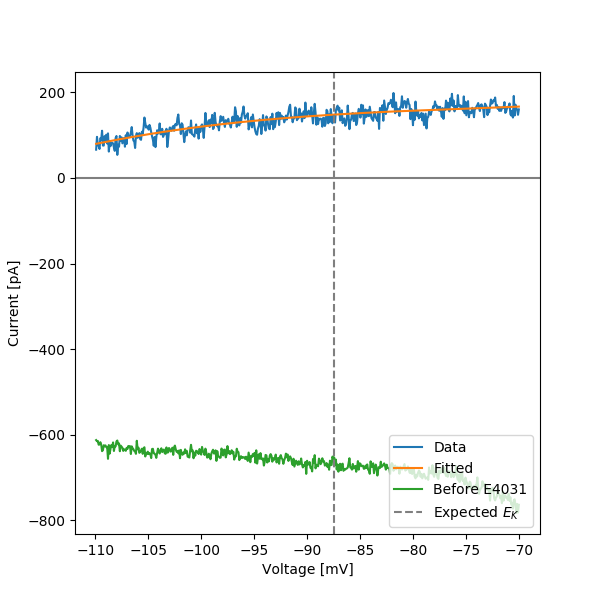 200
0
−200
−400
−600
−800
Current [pA]
Data
Fitted
Before E4031
Expected E_K
−110 −105 −100 −95 −90 −85 −80 −75 −70
Voltage [mV]